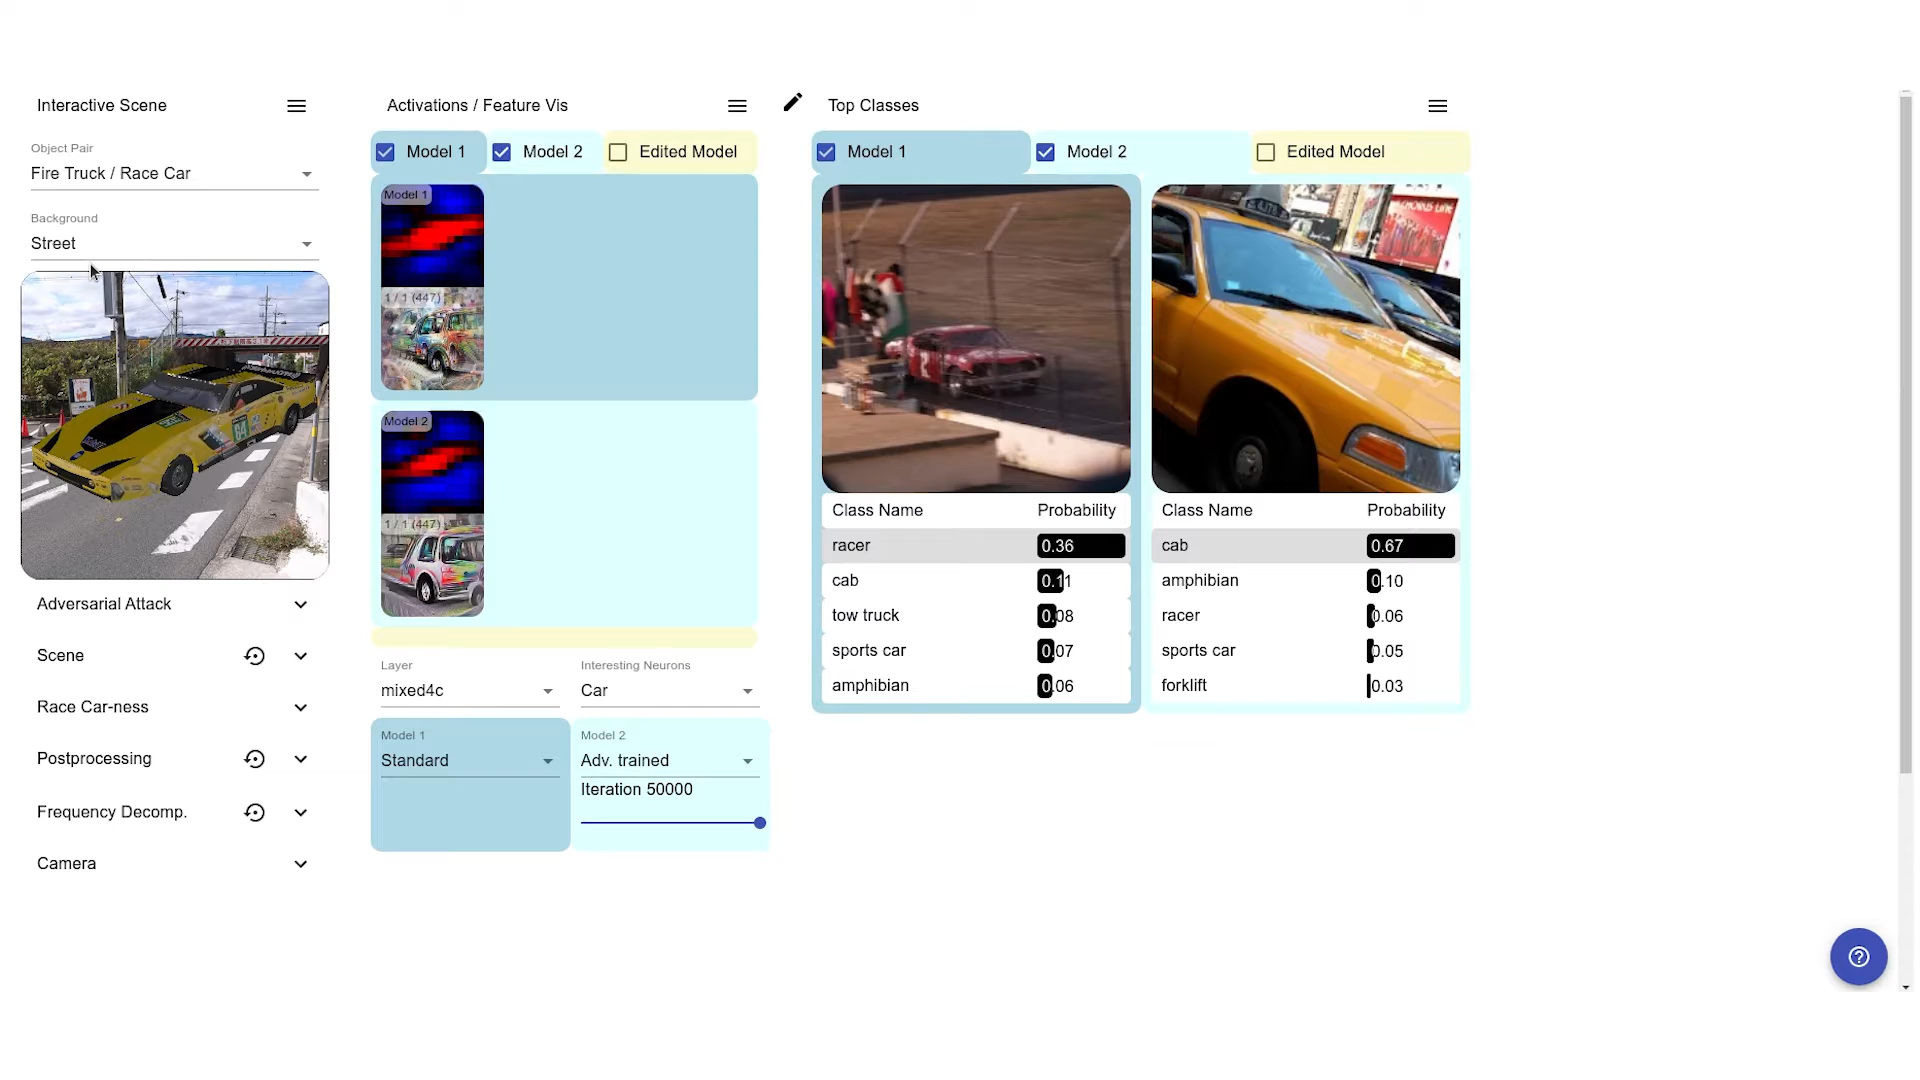 Interactive Scene
Object Pair
Fire Truck / Race Car
Background
Street
64
Adversarial Attack
Scene
Race Car-ness
Postprocessing
Frequency Decomp.
Camera
Activations / Feature Vis
Model 1
Model 2
Edited Model
Model 1
1 / 1 (447)
Model 2
1 / 1 (447)
Layer
mixed4c
Interesting Neurons
Car
Model 1
Standard
Model 2
Adv. trained
Iteration 50000
Top Classes
Model 1
Model 2
Edited Model
Class Name Probability
racer 0.36
cab 0.11
tow truck 0.08
sports car 0.07
amphibian 0.06
Class Name Probability
cab 0.67
amphibian 0.10
racer 0.06
sports car 0.05
forklift 0.03